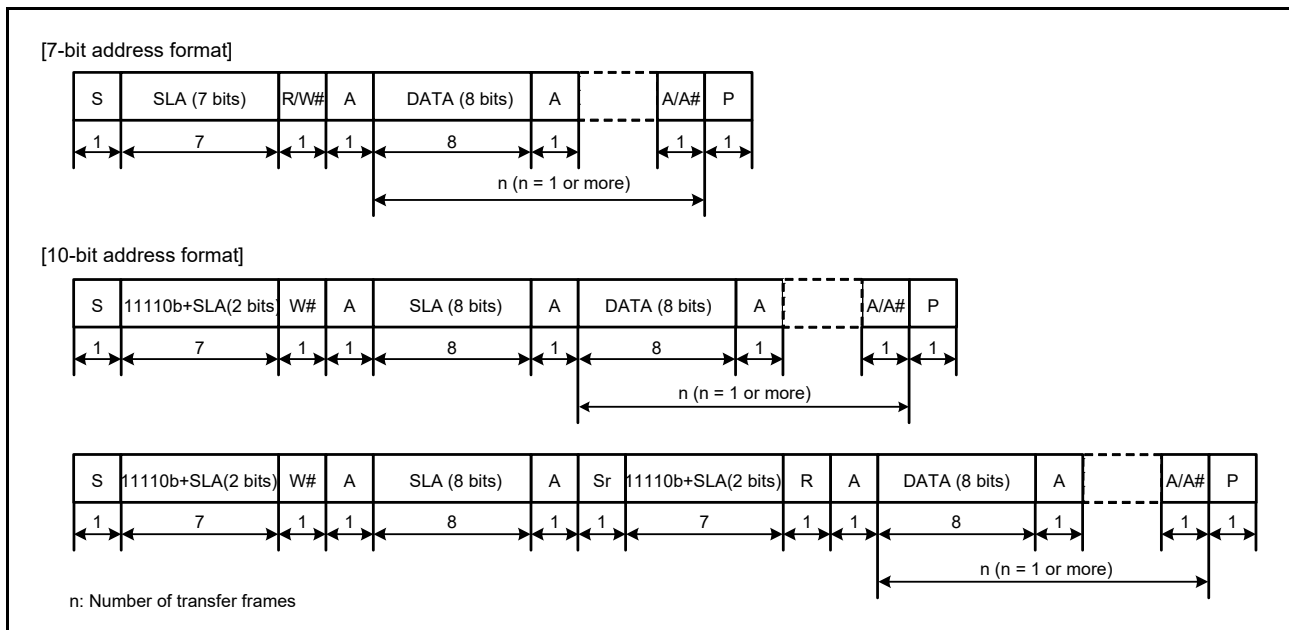 [7-bit address format]
S SLA (7 bits) R/W# A DATA (8 bits) A A/A# P
1 7 1 1 8 1 1 1
n (n = 1 or more)
[10-bit address format]
S 11110b+SLA(2 bits) W# A SLA (8 bits) A DATA (8 bits) A A/A# P
1 7 1 1 8 1 8 1 1 1
n (n = 1 or more)
S 11110b+SLA(2 bits) W# A SLA (8 bits) A Sr 11110b+SLA(2 bits) R A DATA (8 bits) A A/A# P
1 7 1 1 8 1 1 7 1 1 8 1 1 1
n (n = 1 or more)
n: Number of transfer frames